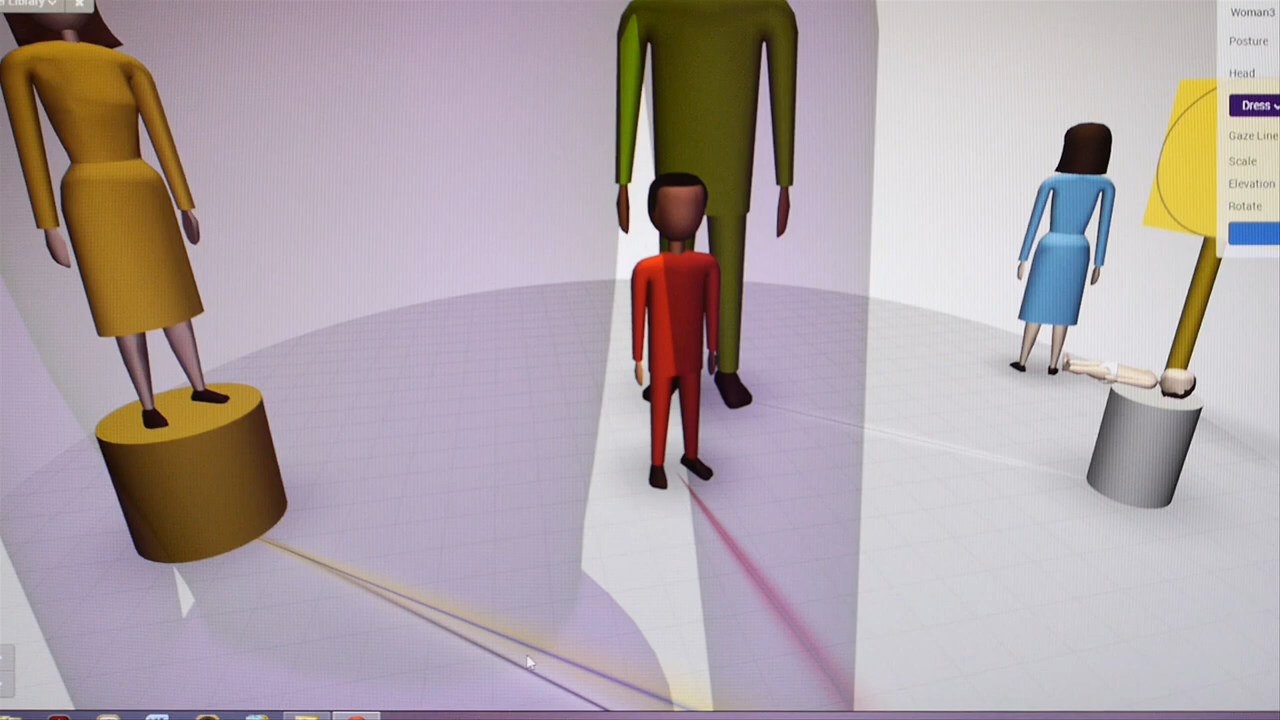 Library
Woman3
Posture
Head
Dress
Gaze Line
Scale
Elevation
Rotate